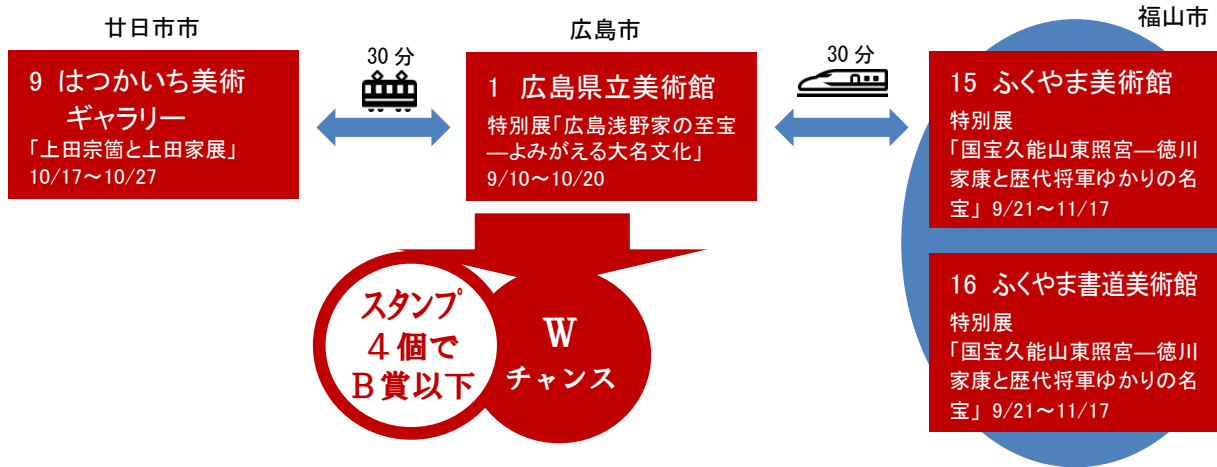 廿日市市
9 はつかいち美術
ギャラリー
「上田宗箇と上田家展」
10/17～10/27
30分
広島市
1 広島県立美術館
特別展「広島浅野家の至宝
―よみがえる大名文化」
9/10～10/20
30分
福山市
15 ふくやま美術館
特別展
「国宝久能山東照宮―徳川
家康と歴代将軍ゆかりの名
宝」 9/21～11/17
16 ふくやま書道美術館
特別展
「国宝久能山東照宮―徳川
家康と歴代将軍ゆかりの名
宝」 9/21～11/17
スタンプ
4個で
B賞以下
W
チャンス